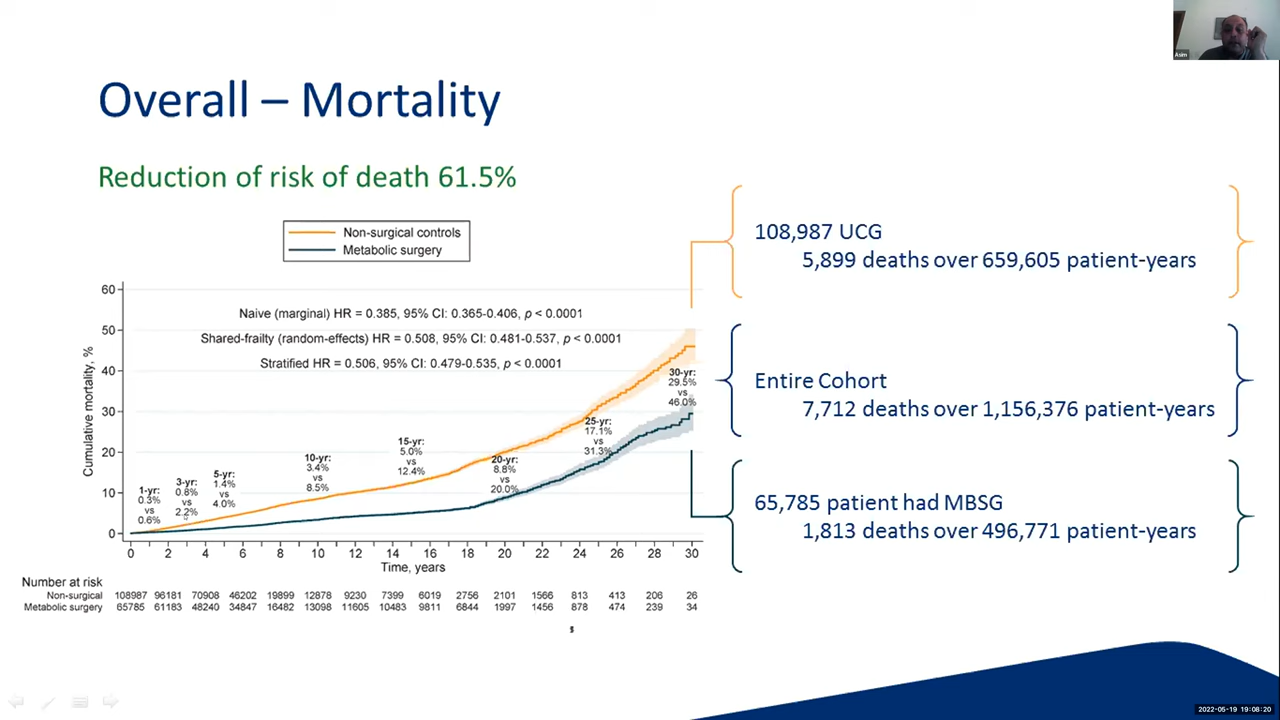 Asim
Overall – Mortality
Reduction of risk of death 61.5%
Non-surgical controls
Metabolic surgery
Naive (marginal) HR = 0.385, 95% CI: 0.365-0.406, p < 0.0001
Shared-frailty (random-effects) HR = 0.508, 95% CI: 0.481-0.537, p < 0.0001
Stratified HR = 0.506, 95% CI: 0.479-0.535, p < 0.0001
Cumulative mortality, %
60
50
40
30
20
10
0
1-yr:
0.3%
vs
0.6%
3-yr:
0.8%
vs
2.2%
5-yr:
1.4%
vs
4.0%
10-yr:
3.4%
vs
8.5%
15-yr:
5.0%
vs
12.4%
20-yr:
8.8%
vs
20.0%
25-yr:
17.1%
vs
31.3%
30-yr:
29.5%
vs
46.0%
0 2 4 6 8 10 12 14 16 18 20 22 24 26 28 30
Time, years
Number at risk
Non-surgical 108987 96181 70908 46202 19899 12878 9230 7399 6019 2756 2101 1566 813 413 206 26
Metabolic surgery 65785 61183 48240 34847 16482 13098 11605 10483 9811 6844 1997 1456 878 474 239 34
108,987 UCG
5,899 deaths over 659,605 patient-years
Entire Cohort
7,712 deaths over 1,156,376 patient-years
65,785 patient had MBSG
1,813 deaths over 496,771 patient-years
2022-05-19 19:08:20